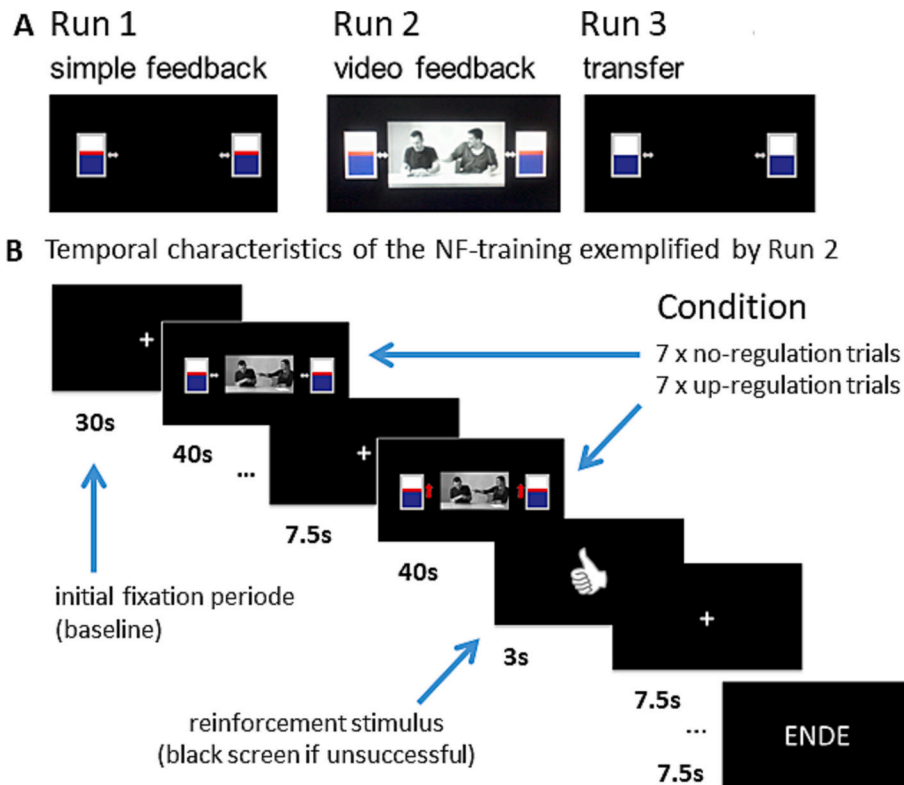 A Run 1
simple feedback
Run 2
video feedback
Run 3
transfer
B Temporal characteristics of the NF-training exemplified by Run 2
Condition
7 x no-regulation trials
7 x up-regulation trials
30s
40s
...
7.5s
40s
3s
7.5s
...
7.5s
initial fixation periode
(baseline)
reinforcement stimulus
(black screen if unsuccessful)
ENDE